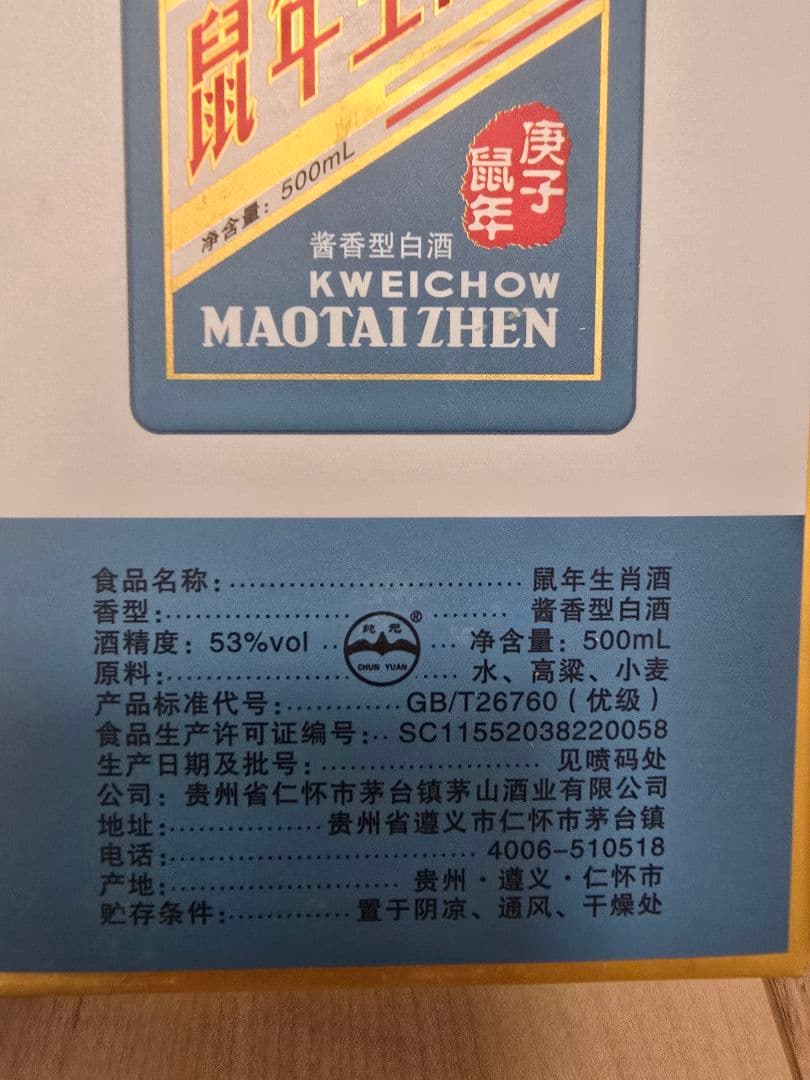 鼠年生
净含量：500mL
庚子
鼠年
酱香型白酒
KWEICHOW
MAOTAI ZHEN
食品名称：................................鼠年生肖酒
香型：....................酱香型白酒
纯元®
CHUN YUAN
酒精度：53%vol .. ... 净含量：500mL
原料：....................水、高粱、小麦
产品标准代号：............GB/T26760（优级）
食品生产许可证编号：.. SC11552038220058
生产日期及批号：........................见喷码处
公司：贵州省仁怀市茅台镇茅山酒业有限公司
地址：................贵州省遵义市仁怀市茅台镇
电话：................................4006-510518
产地：........................贵州·遵义·仁怀市
贮存条件：............置于阴凉、通风、干燥处